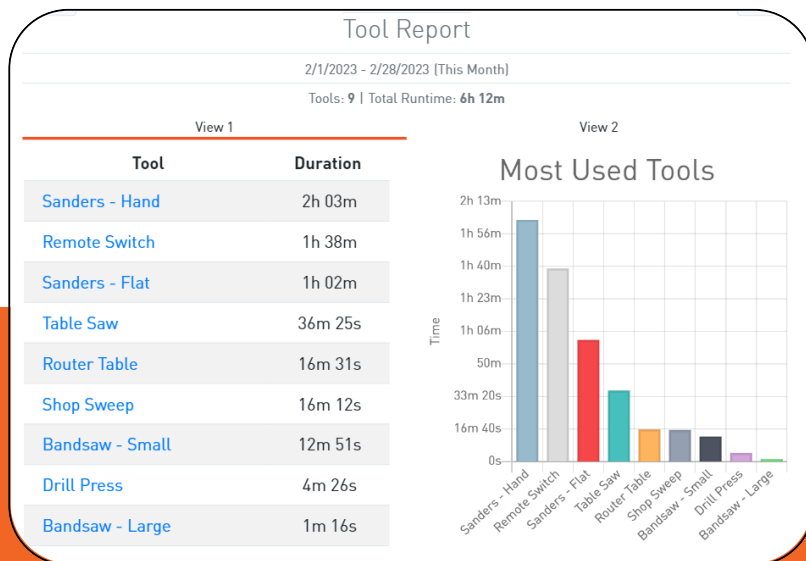 Tool Report
2/1/2023 - 2/28/2023 (This Month)
Tools: 9 | Total Runtime: 6h 12m
View 1
View 2
Tool Duration
Sanders - Hand 2h 03m
Remote Switch 1h 38m
Sanders - Flat 1h 02m
Table Saw 36m 25s
Router Table 16m 31s
Shop Sweep 16m 12s
Bandsaw - Small 12m 51s
Drill Press 4m 26s
Bandsaw - Large 1m 16s
Most Used Tools
2h 13m
1h 56m
1h 40m
1h 23m
1h 06m
50m
33m 20s
16m 40s
0s
Time
Sanders - Hand
Remote Switch
Sanders - Flat
Table Saw
Router Table
Shop Sweep
Bandsaw - Small
Drill Press
Bandsaw - Large